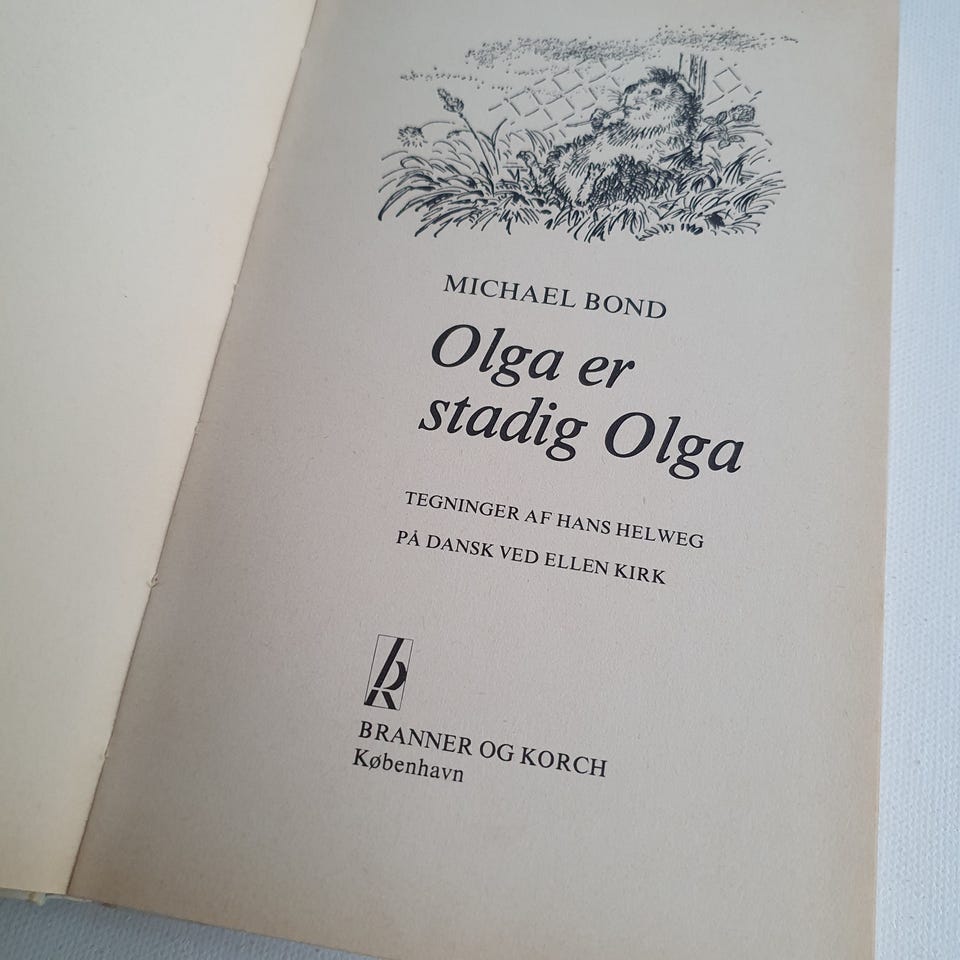 MICHAEL BOND
Olga er
stadig Olga
TEGNINGER AF HANS HELWEG
PÅ DANSK VED ELLEN KIRK
bk
BRANNER OG KORCH
København